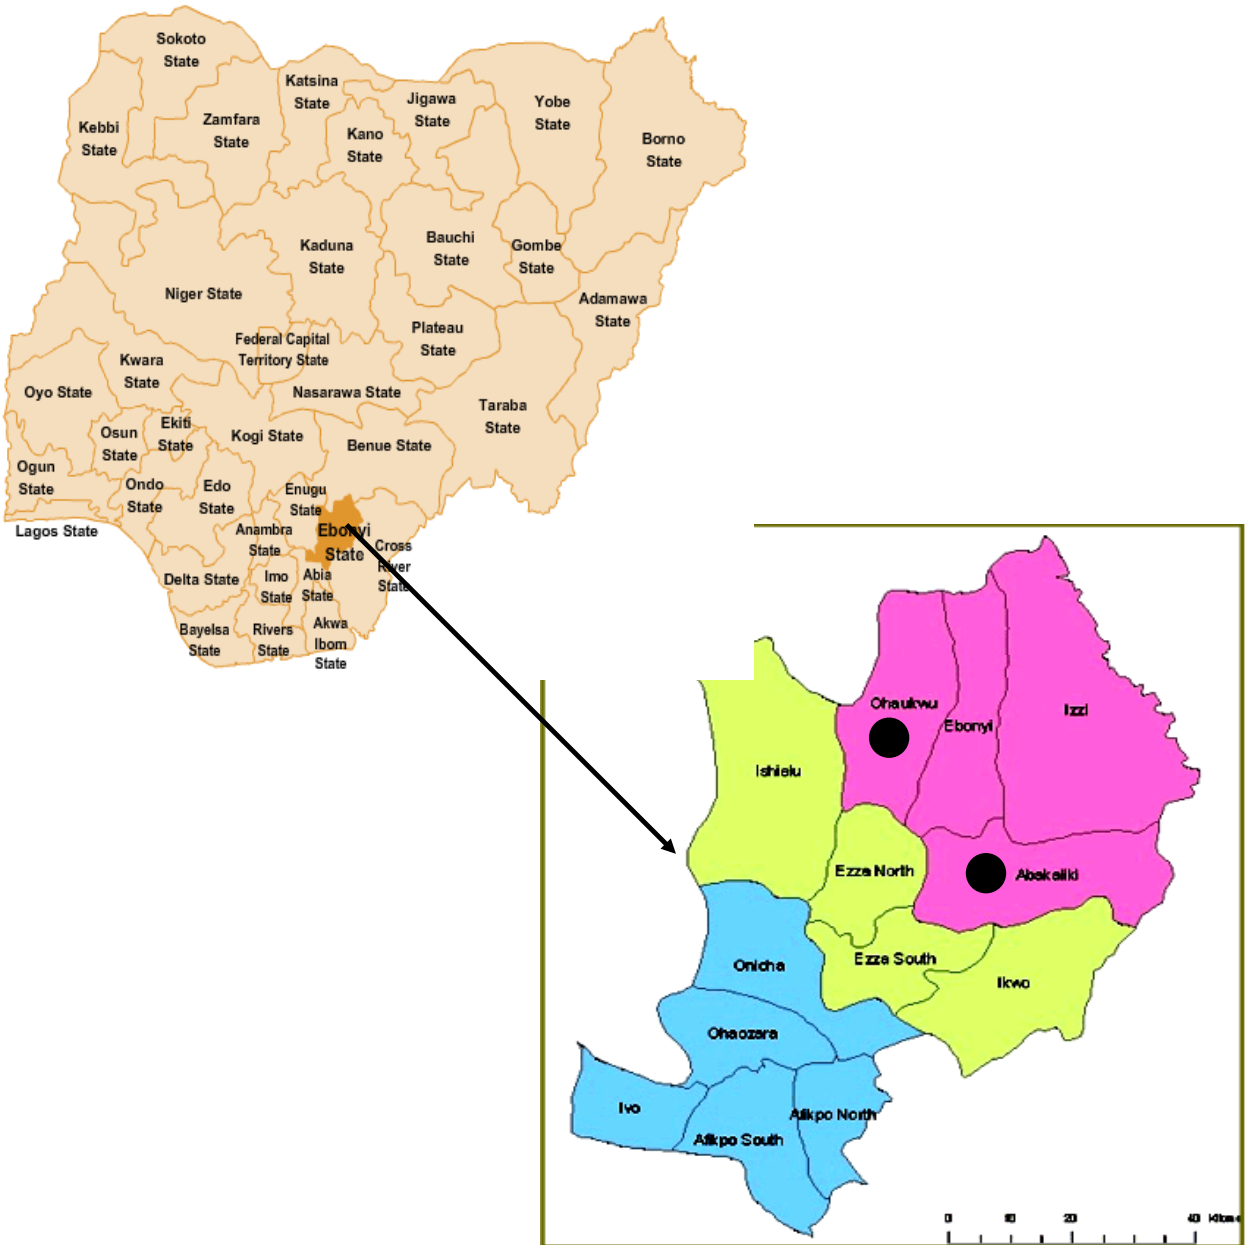 Sokoto
State
Katsina
State
Jigawa
State
Yobe
State
Kebbi
State
Zamfara
State
Kano
State
Borno
State
Kaduna
State
Bauchi
State
Gombe
State
Niger State
Adamawa
State
Federal Capital
Territory State
Plateau
State
Kwara
State
Oyo State
Nasarawa State
Taraba
State
Osun
State
Ekiti
State
Kogi State
Benue State
Ogun
State
Ondo
State
Edo
State
Enugu
State
Lagos State
Anambra
State
Ebonyi
State
Cross
River
State
Delta State
Imo
State
Abia
State
Bayelsa
State
Rivers
State
Akwa
Ibom
State
Ohaukwu
Ebonyi
Izzi
Ishielu
Ezza North
Abakaliki
Ezza South
Onicha
Ikwo
Ohaozara
Ivo
Afikpo North
Afikpo South
0 10 20 40